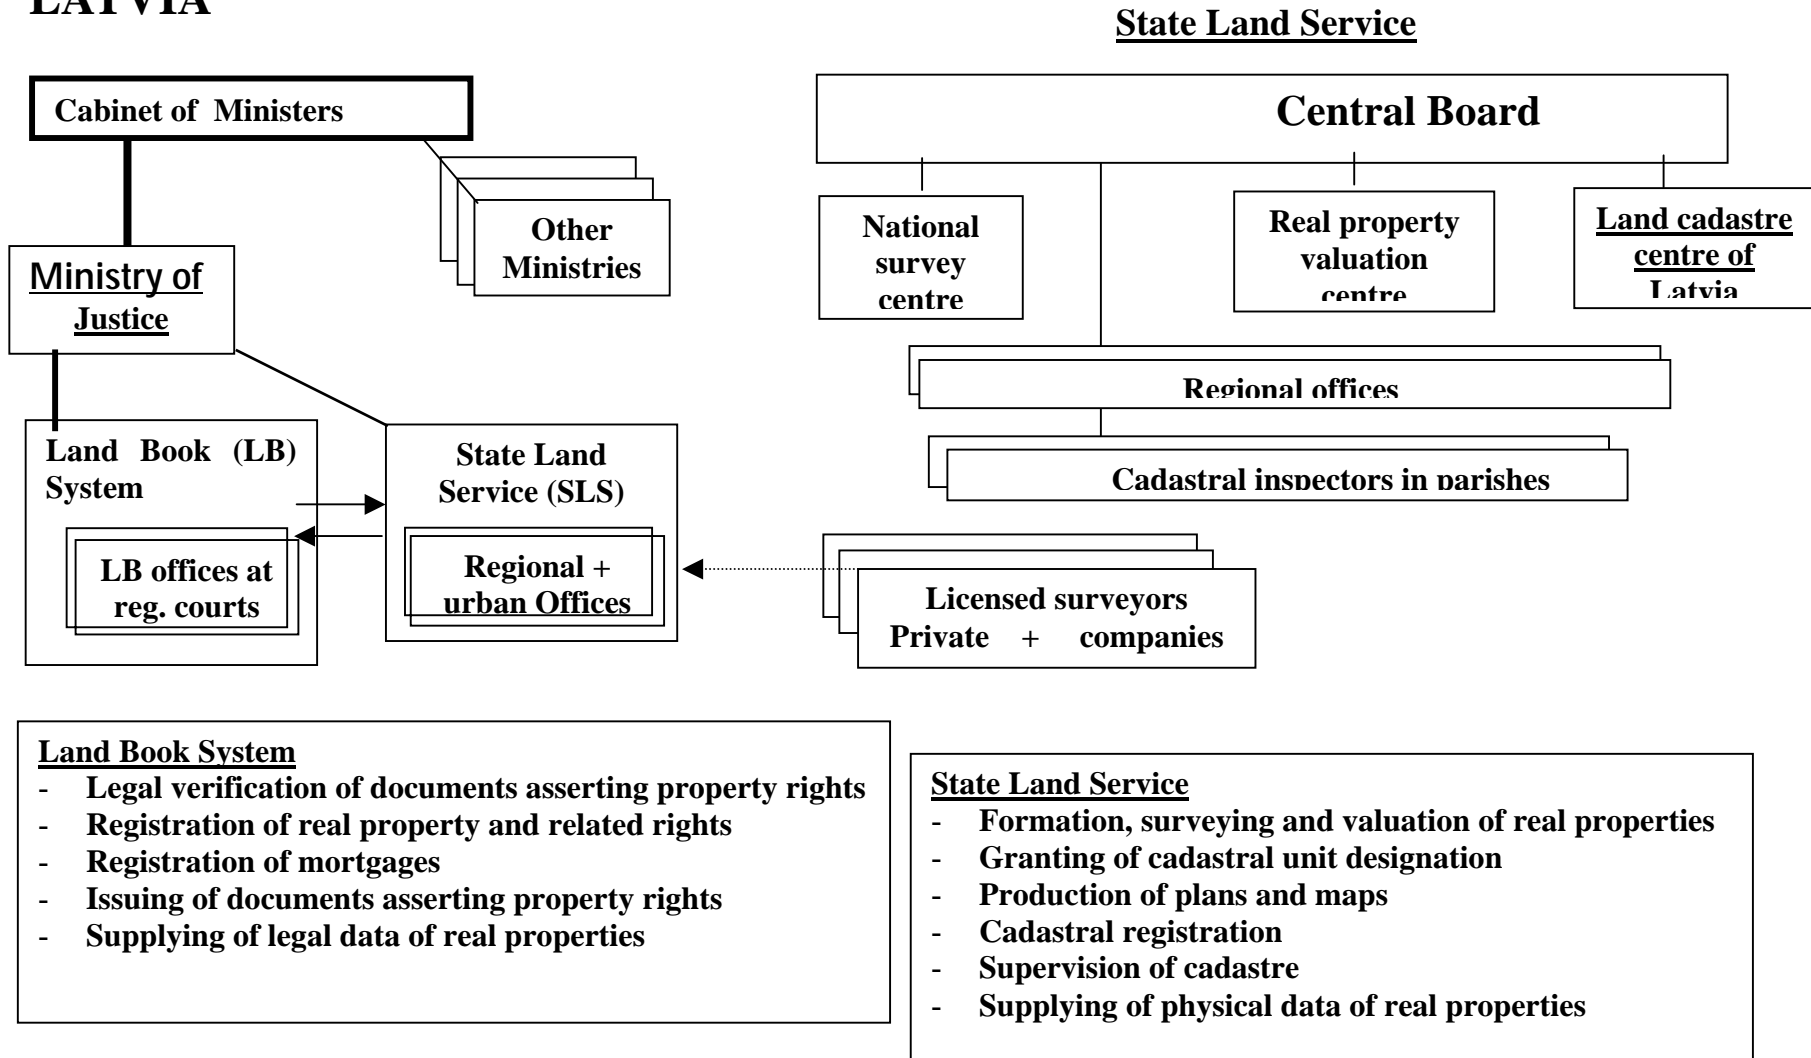 LATVIA
State Land Service
Cabinet of Ministers
Central Board
Other
Ministries
National
survey
centre
Real property
valuation
centre
Land cadastre
centre of
Latvia
Ministry of
Justice
Regional offices
Cadastral inspectors in parishes
Land Book (LB)
System
State Land
Service (SLS)
LB offices at
reg. courts
Regional +
urban Offices
Licensed surveyors
Private + companies
Land Book System
- Legal verification of documents asserting property rights
- Registration of real property and related rights
- Registration of mortgages
- Issuing of documents asserting property rights
- Supplying of legal data of real properties
State Land Service
- Formation, surveying and valuation of real properties
- Granting of cadastral unit designation
- Production of plans and maps
- Cadastral registration
- Supervision of cadastre
- Supplying of physical data of real properties